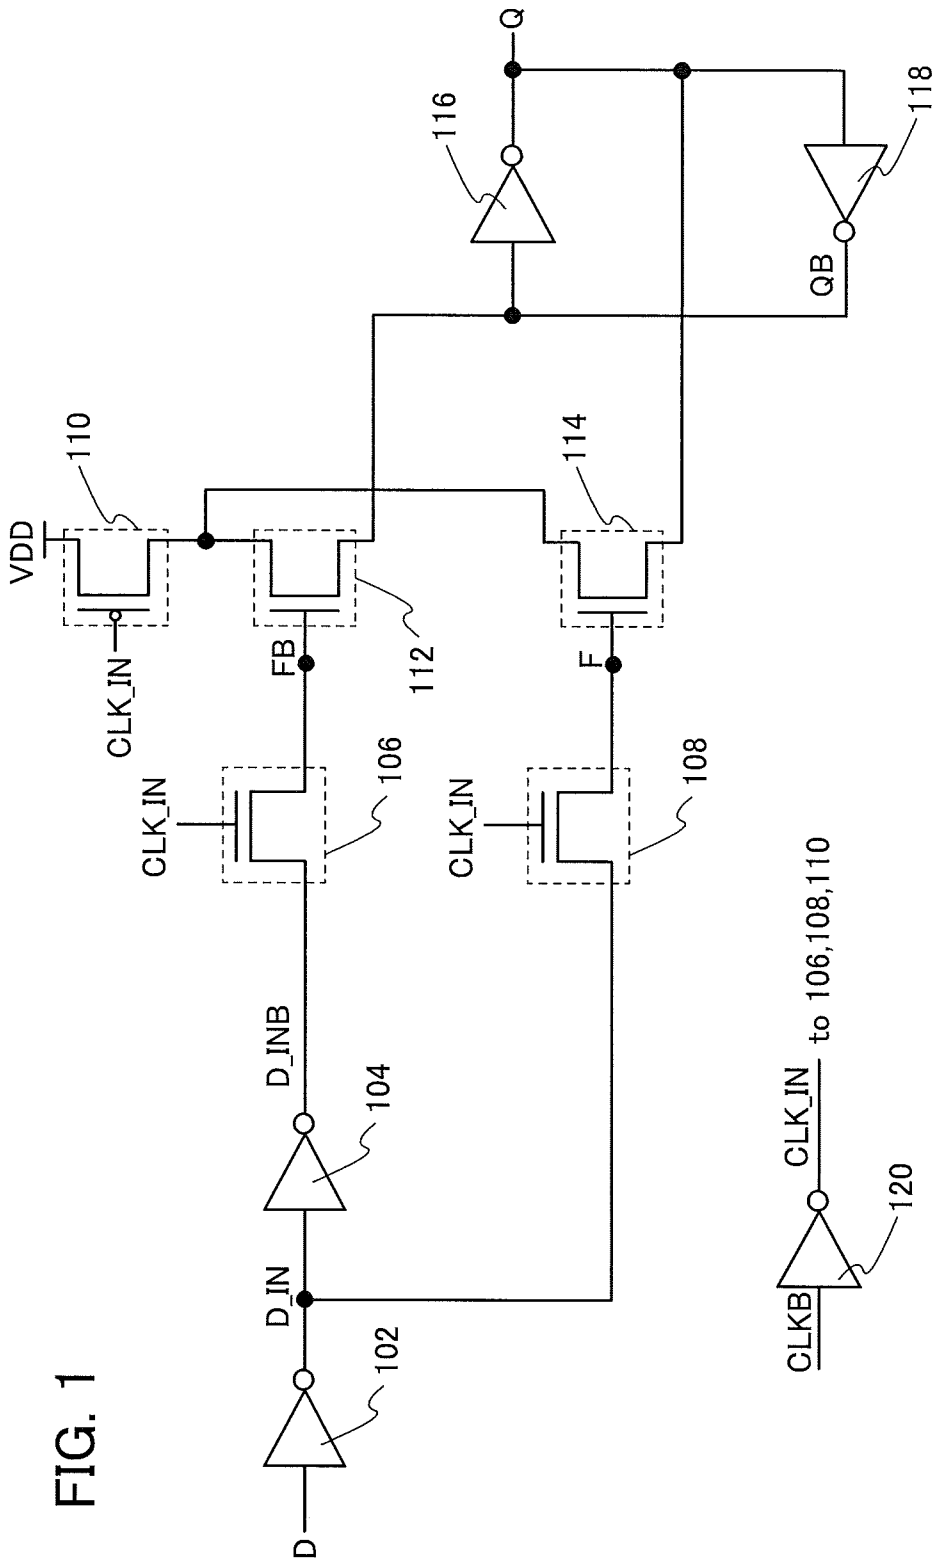 FIG. 1
VDD
110
CLK_IN
CLK_IN
106
FB
112
D
102
D_IN
104
D_INB
CLK_IN
108
F
114
116
Q
QB
118
CLKB
120
CLK_IN
to 106,108,110